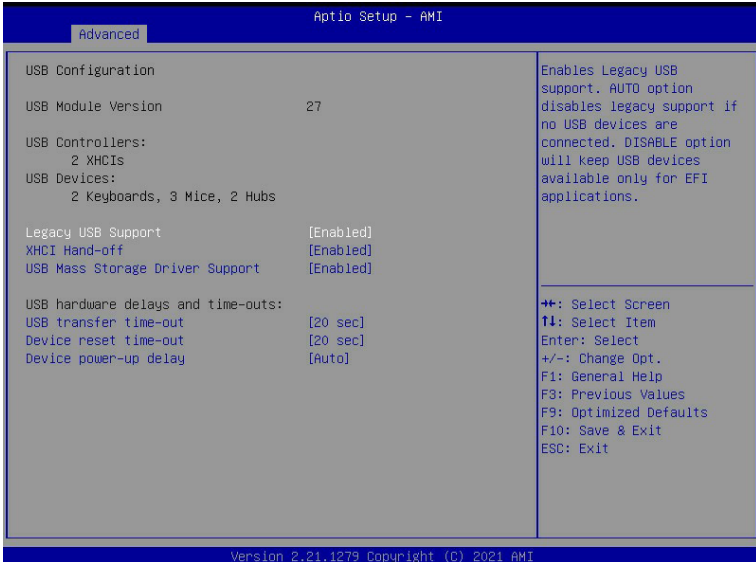 Aptio Setup - AMI
Advanced
USB Configuration
USB Module Version 27
USB Controllers:
2 XHCIs
USB Devices:
2 Keyboards, 3 Mice, 2 Hubs
Legacy USB Support [Enabled]
XHCI Hand-off [Enabled]
USB Mass Storage Driver Support [Enabled]
USB hardware delays and time-outs:
USB transfer time-out [20 sec]
Device reset time-out [20 sec]
Device power-up delay [Auto]
Enables Legacy USB
support. AUTO option
disables legacy support if
no USB devices are
connected. DISABLE option
will keep USB devices
available only for EFI
applications.
→←: Select Screen
↑↓: Select Item
Enter: Select
+/-: Change Opt.
F1: General Help
F3: Previous Values
F9: Optimized Defaults
F10: Save & Exit
ESC: Exit
Version 2.21.1279 Copyright (C) 2021 AMI